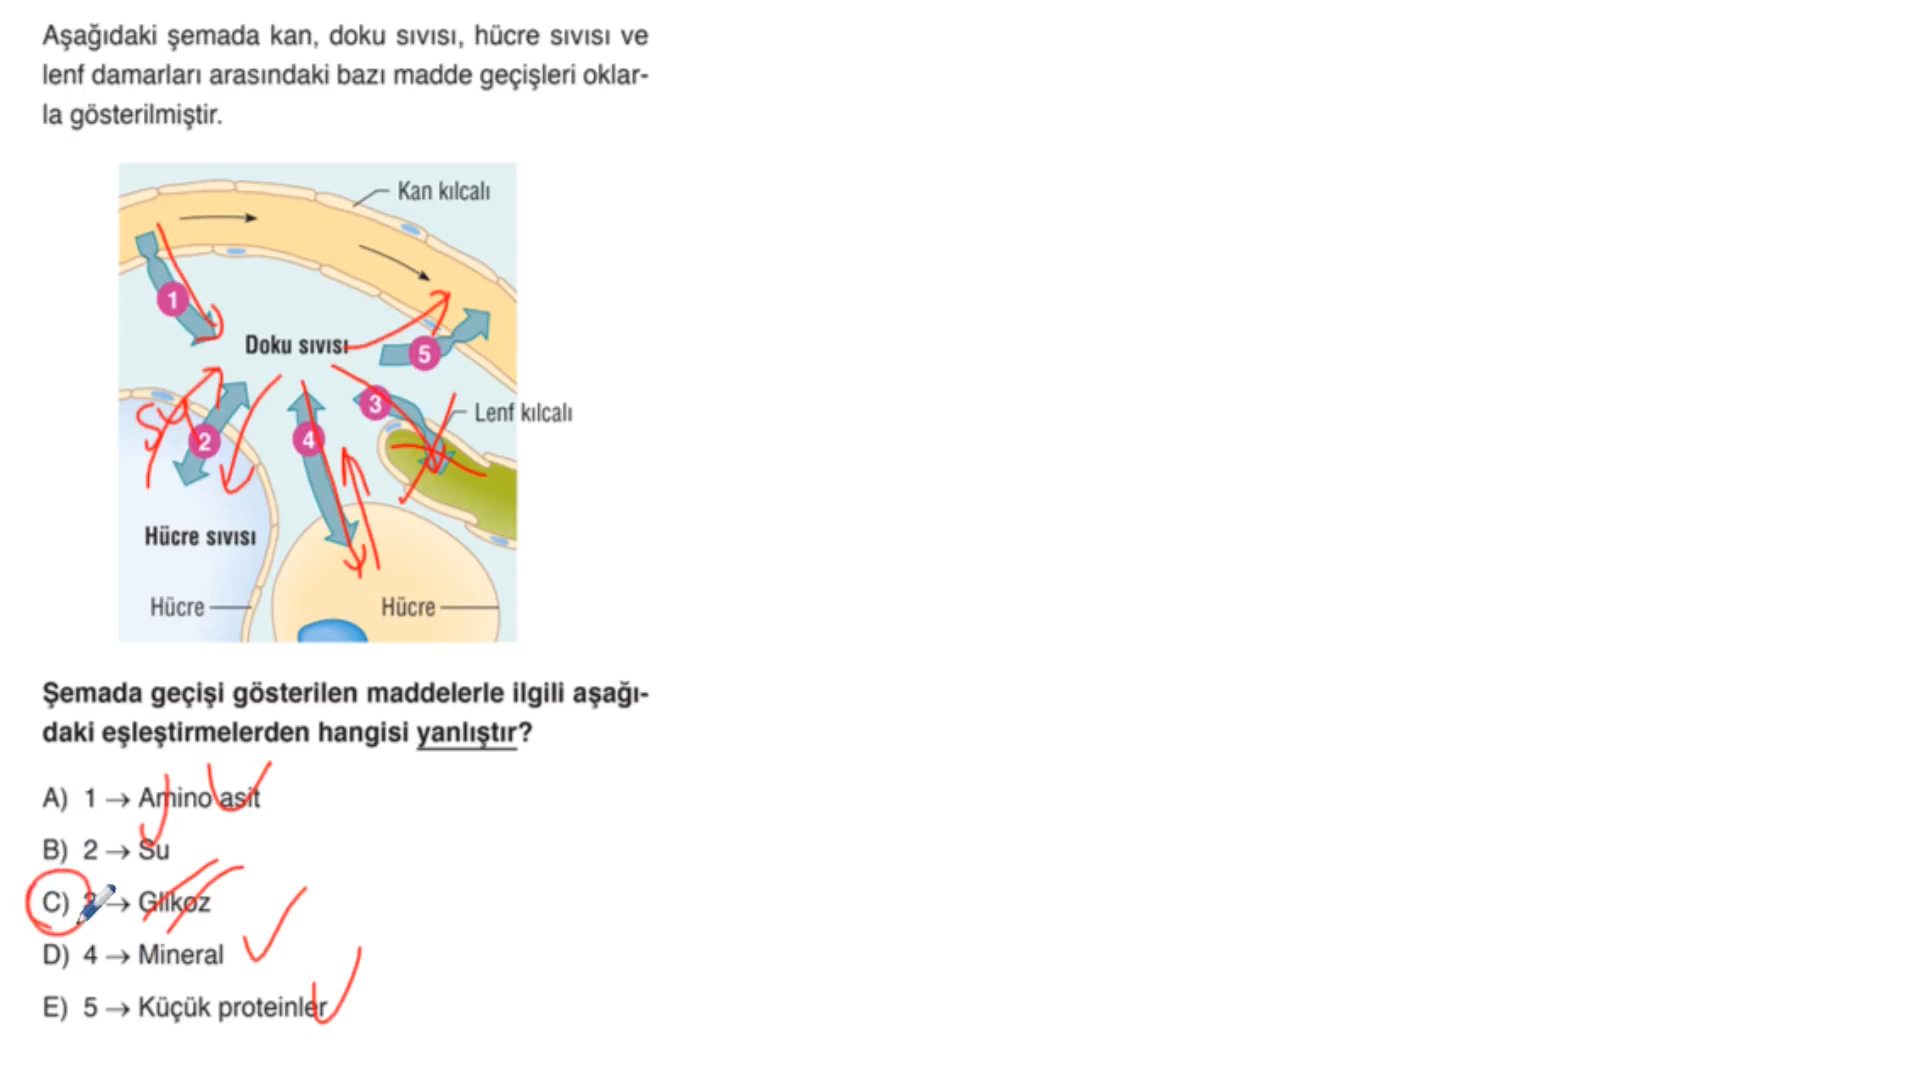 Aşağıdaki şemada kan, doku sıvısı, hücre sıvısı ve
lenf damarları arasındaki bazı madde geçişleri oklar-
la gösterilmiştir.
Kan kılcalı
1
Doku sıvısı
5
3
Lenf kılcalı
2
4
Hücre sıvısı
Hücre
Hücre
Şemada geçişi gösterilen maddelerle ilgili aşağı-
daki eşleştirmelerden hangisi yanlıştır?
A) 1 → Amino asit
B) 2 → Su
C) 3 → Glikoz
D) 4 → Mineral
E) 5 → Küçük proteinler